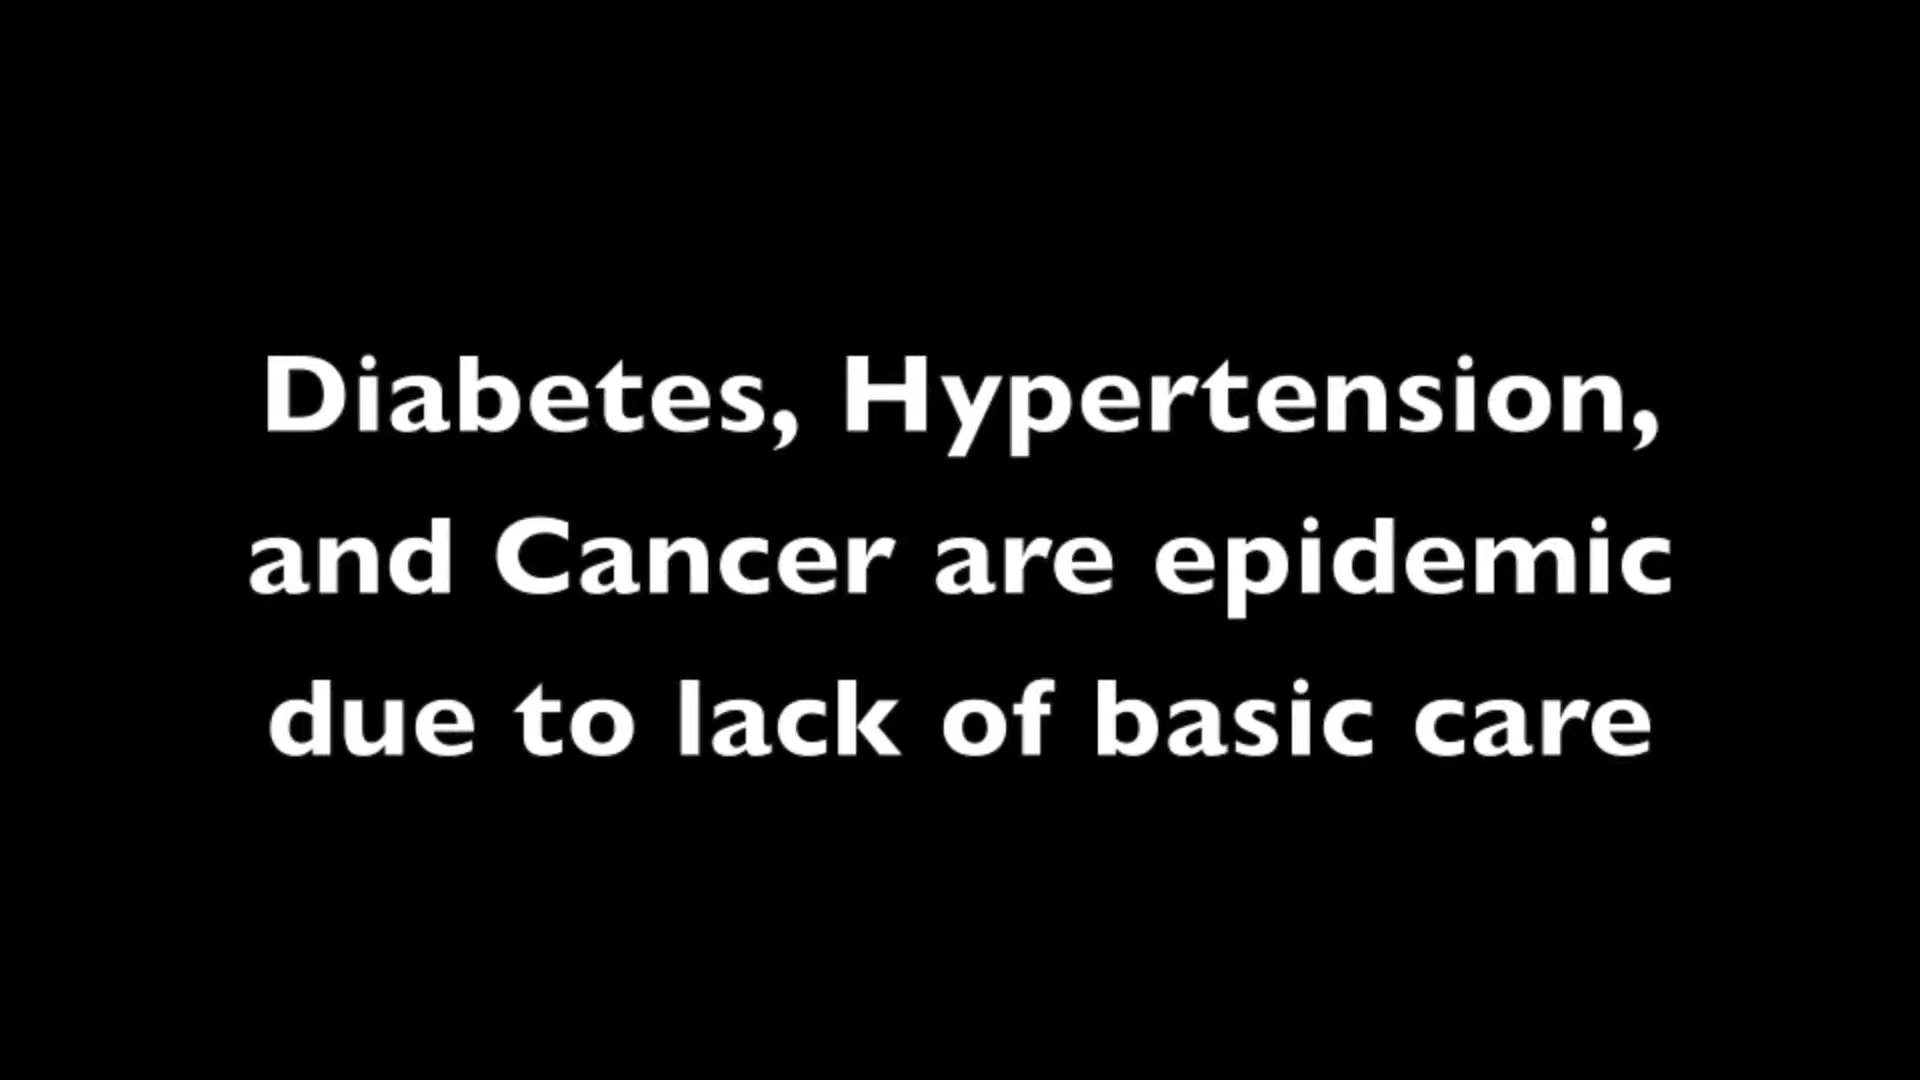 Diabetes, Hypertension,
and Cancer are epidemic
due to lack of basic care